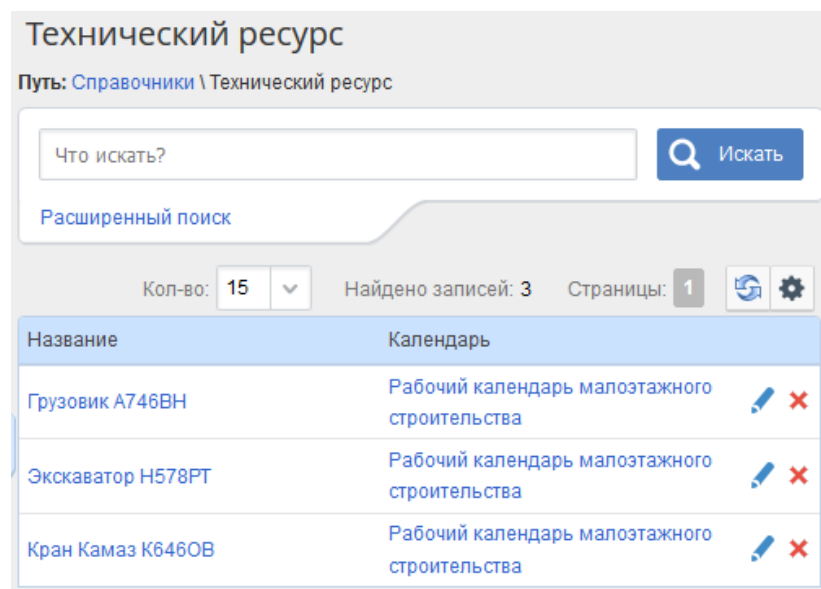 Технический ресурс
Путь: Справочники \ Технический ресурс
Что искать?
Искать
Расширенный поиск
Кол-во: 15 Найдено записей: 3 Страницы: 1
Название Календарь
Грузовик А746ВН Рабочий календарь малоэтажного
строительства
Экскаватор Н578РТ Рабочий календарь малоэтажного
строительства
Кран Камаз К646ОВ Рабочий календарь малоэтажного
строительства